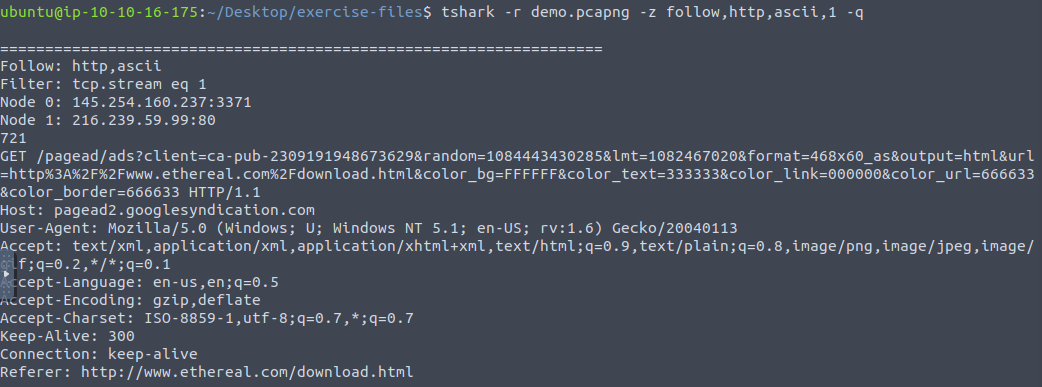 ubuntu@ip-10-10-16-175:~/Desktop/exercise-files$ tshark -r demo.pcapng -z follow,http,ascii,1 -q
===================================================================
Follow: http,ascii
Filter: tcp.stream eq 1
Node 0: 145.254.160.237:3371
Node 1: 216.239.59.99:80
721
GET /pagead/ads?client=ca-pub-2309191948673629&random=1084443430285&lmt=1082467020&format=468x60_as&output=html&url
=http%3A%2F%2Fwww.ethereal.com%2Fdownload.html&color_bg=FFFFFF&color_text=333333&color_link=000000&color_url=666633
&color_border=666633 HTTP/1.1
Host: pagead2.googlesyndication.com
User-Agent: Mozilla/5.0 (Windows; U; Windows NT 5.1; en-US; rv:1.6) Gecko/20040113
Accept: text/xml,application/xml,application/xhtml+xml,text/html;q=0.9,text/plain;q=0.8,image/png,image/jpeg,image/
gif;q=0.2,*/*;q=0.1
Accept-Language: en-us,en;q=0.5
Accept-Encoding: gzip,deflate
Accept-Charset: ISO-8859-1,utf-8;q=0.7,*;q=0.7
Keep-Alive: 300
Connection: keep-alive
Referer: http://www.ethereal.com/download.html